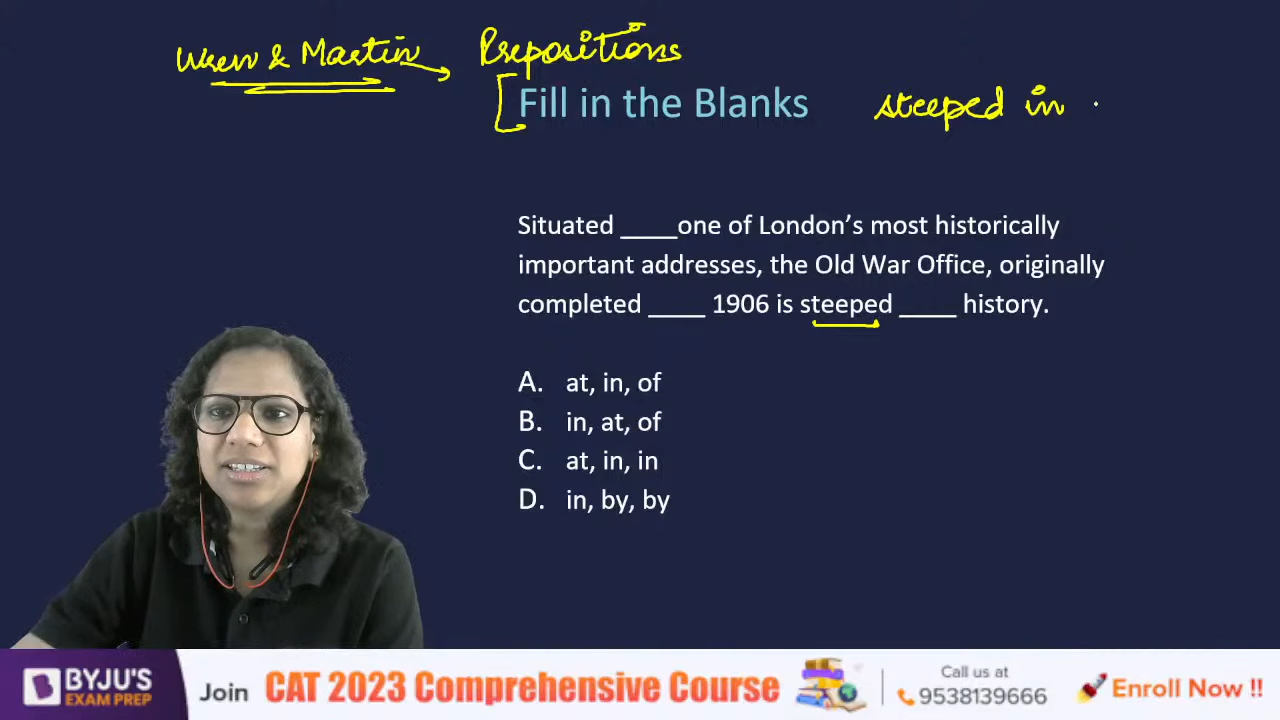 Wren & Martin → Prepositions
Fill in the Blanks steeped in
Situated ____one of London’s most historically
important addresses, the Old War Office, originally
completed ____ 1906 is steeped ____ history.
A. at, in, of
B. in, at, of
C. at, in, in
D. in, by, by
BYJU'S
EXAM PREP
Join CAT 2023 Comprehensive Course
Call us at
9538139666
Enroll Now !!